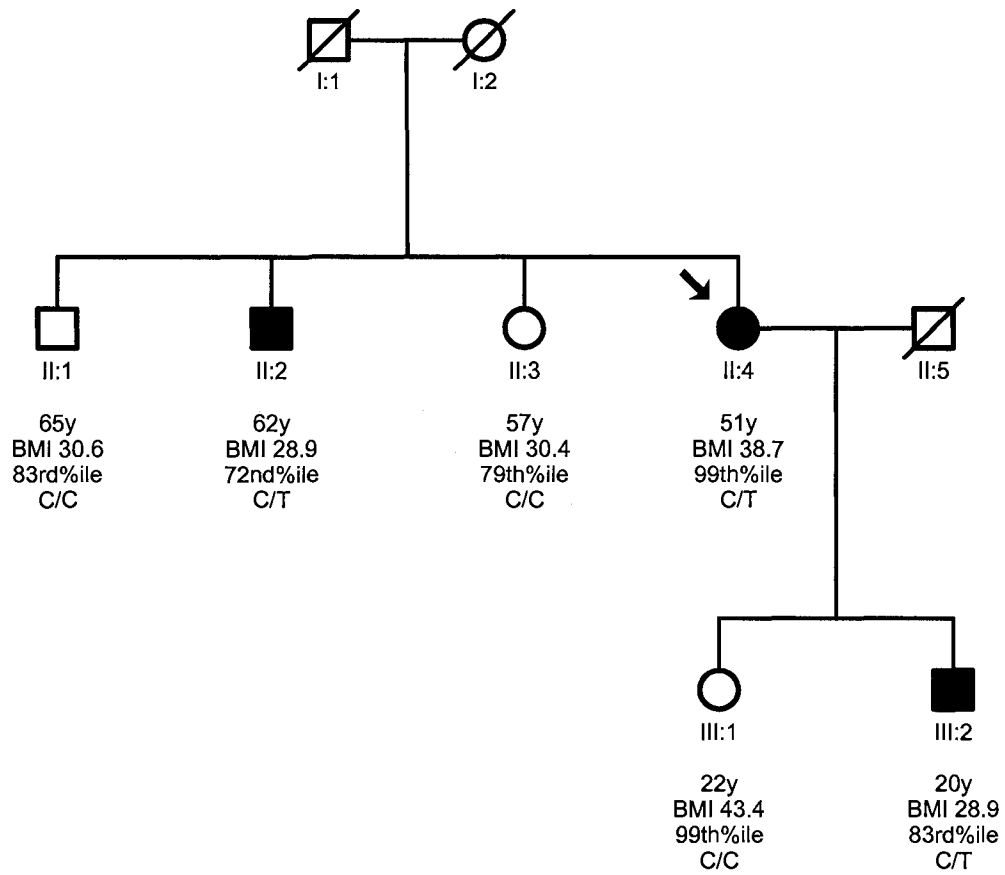 I:1
I:2
II:1
II:2
II:3
II:4
II:5
65y
BMI 30.6
83rd%ile
C/C
62y
BMI 28.9
72nd%ile
C/T
57y
BMI 30.4
79th%ile
C/C
51y
BMI 38.7
99th%ile
C/T
III:1
III:2
22y
BMI 43.4
99th%ile
C/C
20y
BMI 28.9
83rd%ile
C/T